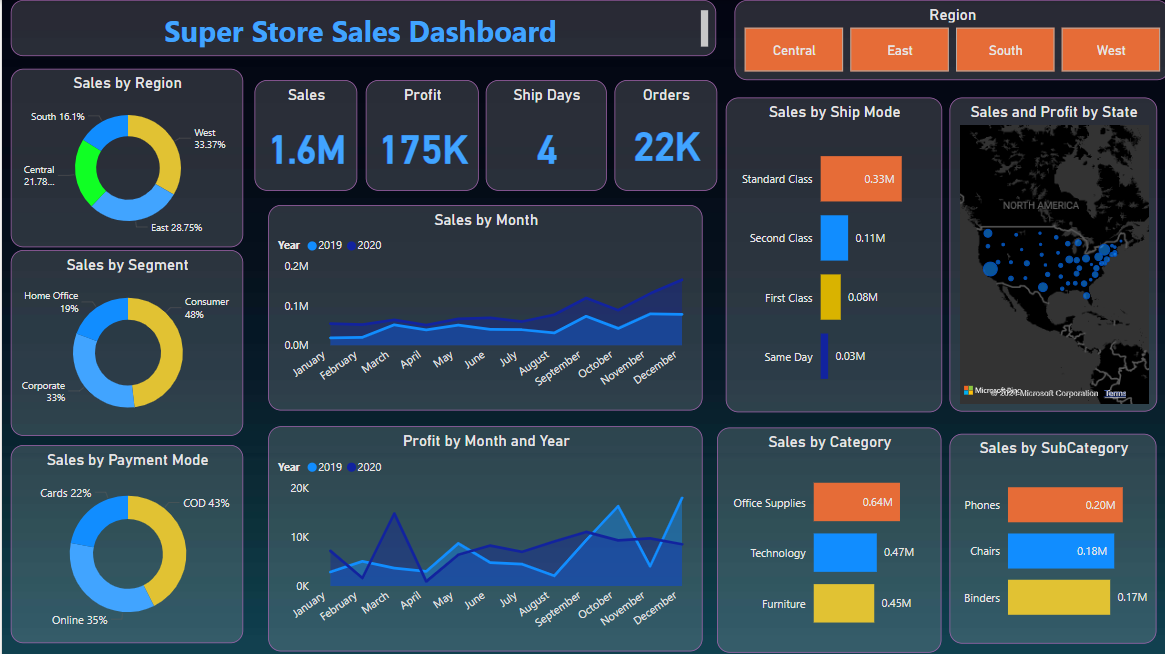 Super Store Sales Dashboard
Region
Central
East
South
West
Sales by Region
South 16.1%
West
33.37%
Central
21.78...
East 28.75%
Sales
1.6M
Profit
175K
Ship Days
4
Orders
22K
Sales by Ship Mode
Standard Class
0.33M
Second Class
0.11M
First Class
0.08M
Same Day
0.03M
Sales and Profit by State
NORTH AMERICA
© 2024 Microsoft Corporation
Terms
Sales by Month
Year
2019
2020
0.2M
0.1M
0.0M
January
February
March
April
May
June
July
August
September
October
November
December
Sales by Segment
Home Office
19%
Consumer
48%
Corporate
33%
Sales by Payment Mode
Cards 22%
COD 43%
Online 35%
Profit by Month and Year
Year
2019
2020
20K
10K
0K
January
February
March
April
May
June
July
August
September
October
November
December
Sales by Category
Office Supplies
0.64M
Technology
0.47M
Furniture
0.45M
Sales by SubCategory
Phones
0.20M
Chairs
0.18M
Binders
0.17M